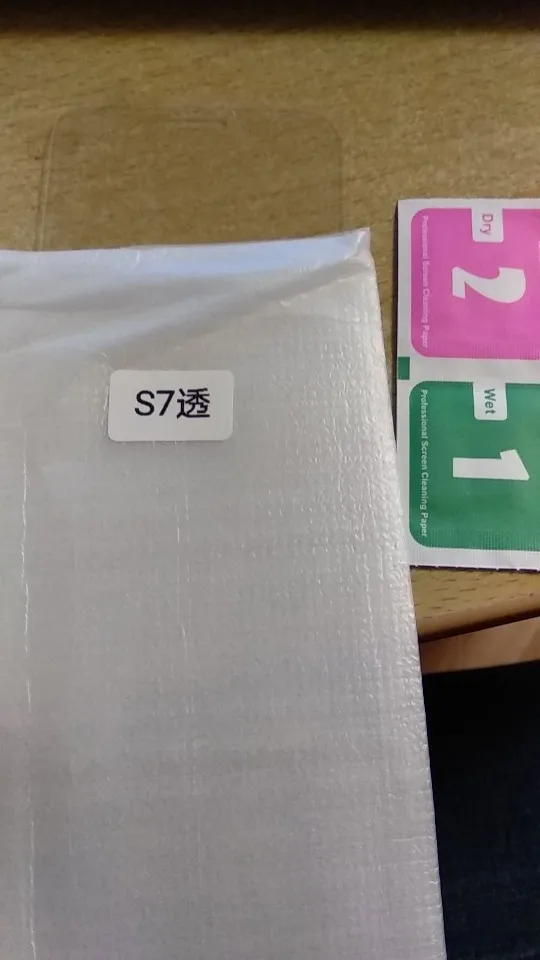 S7透
Dry
2
Professional Screen Cleaning Paper
Wet
1
Professional Screen Cleaning Paper